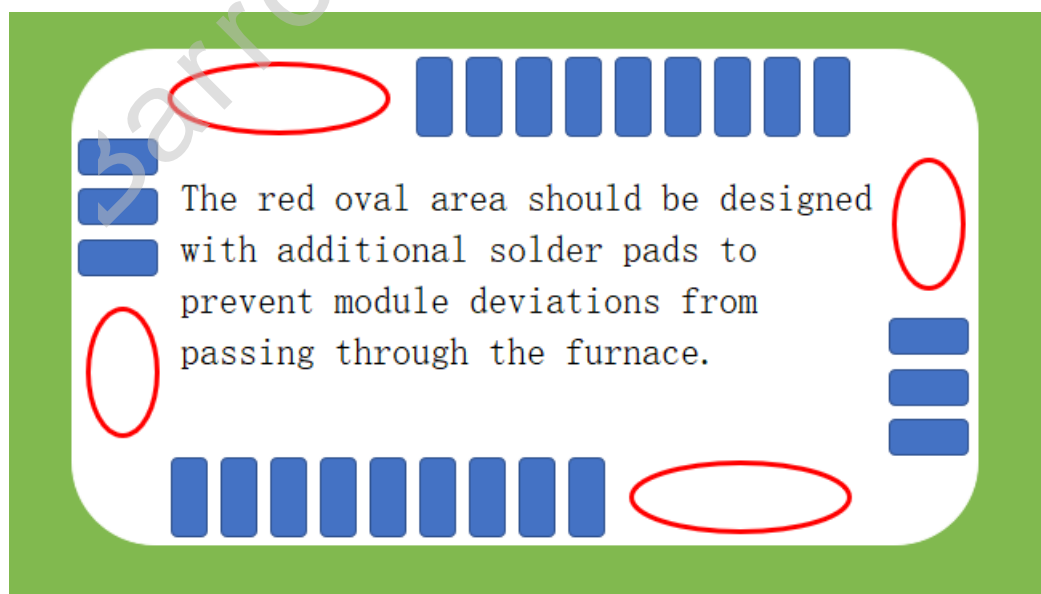 The red oval area should be designed
with additional solder pads to
prevent module deviations from
passing through the furnace.